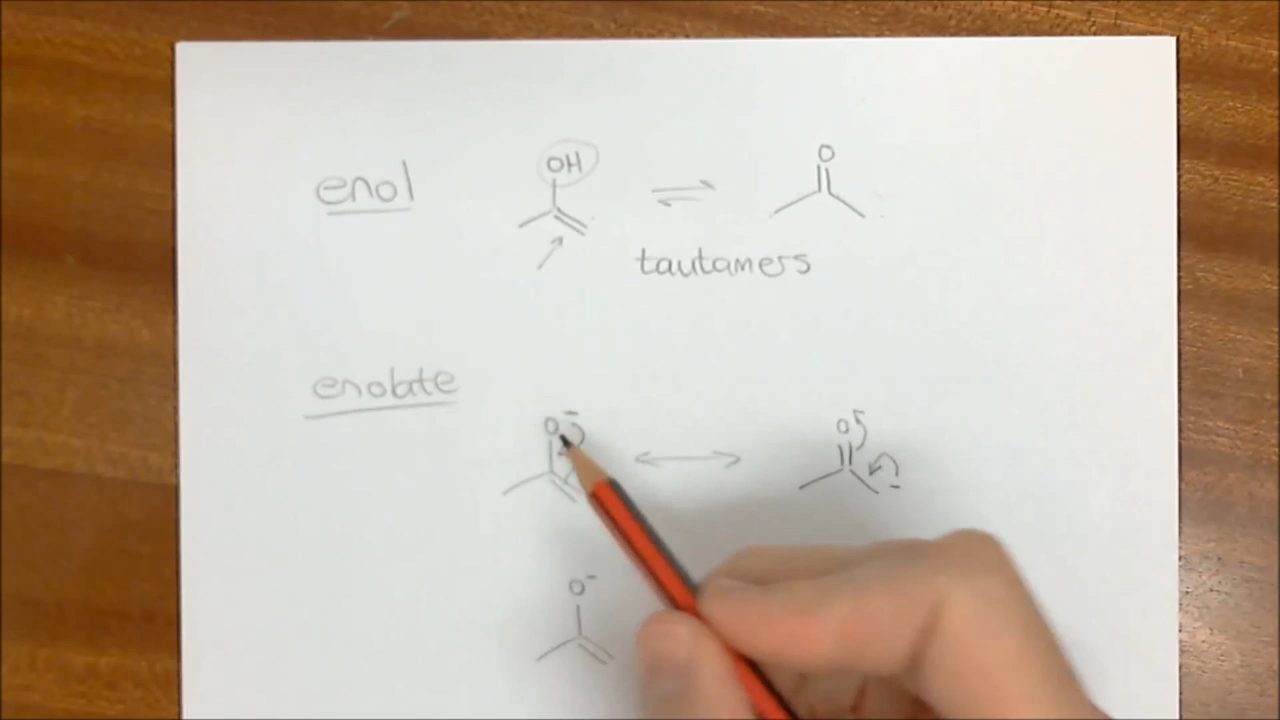 enol OH O
tautamers
enolate O⁻ O
-
O⁻